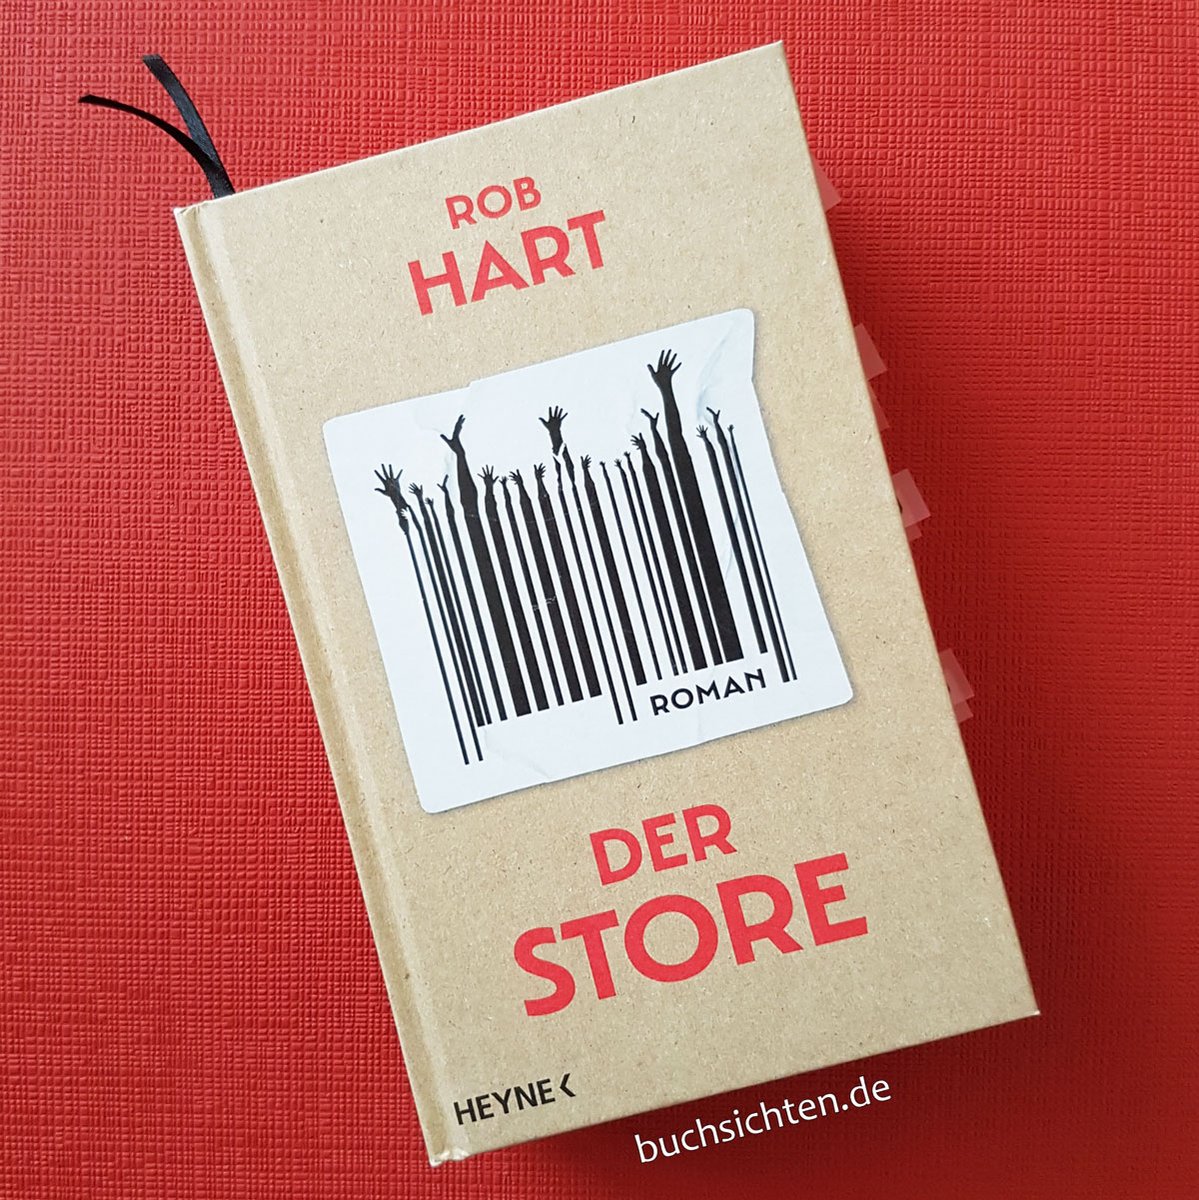 ROB
HART
ROMAN
DER
STORE
HEYNE
buchsichten.de